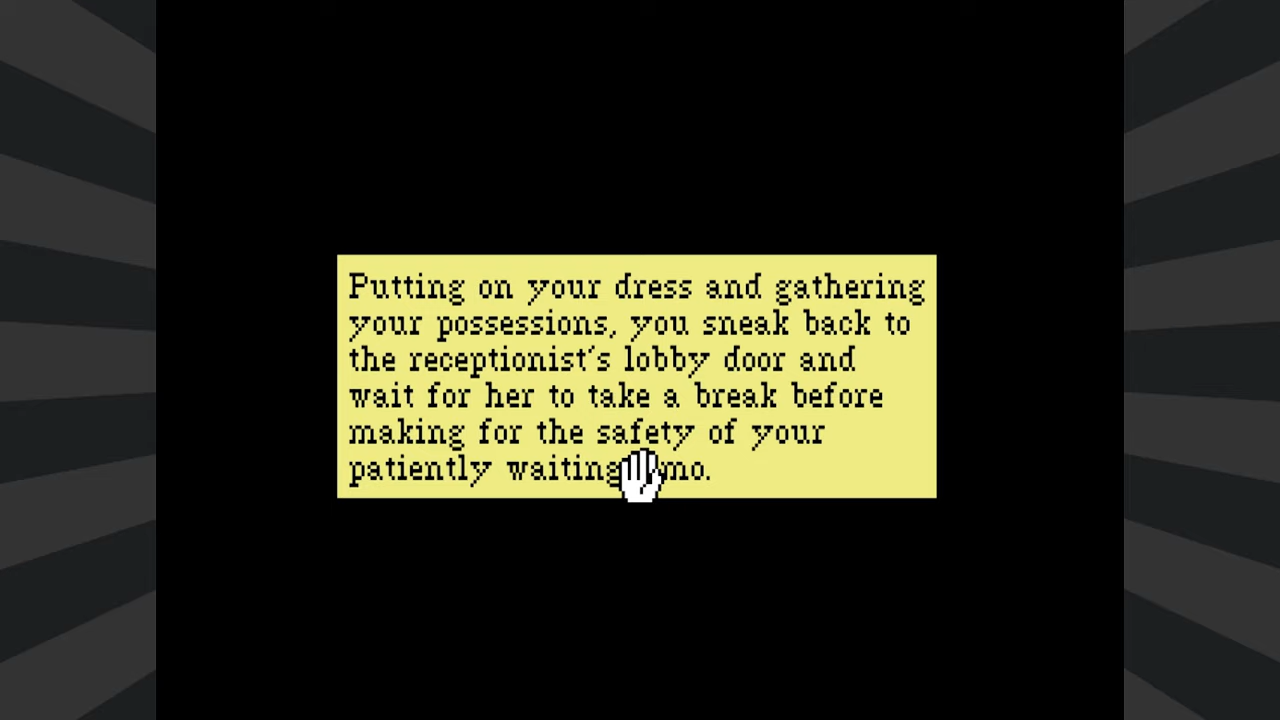 Putting on your dress and gathering
your possessions, you sneak back to
the receptionist's lobby door and
wait for her to take a break before
making for the safety of your
patiently waiting